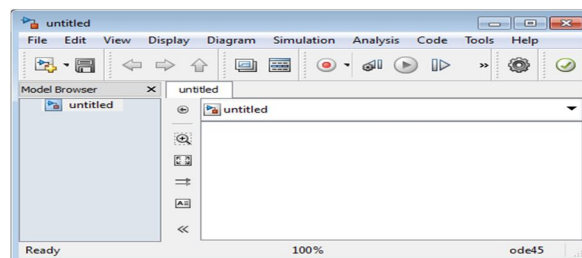 untitled
File Edit View Display Diagram Simulation Analysis Code Tools Help
Model Browser
untitled
untitled
untitled
Ready 100% ode45